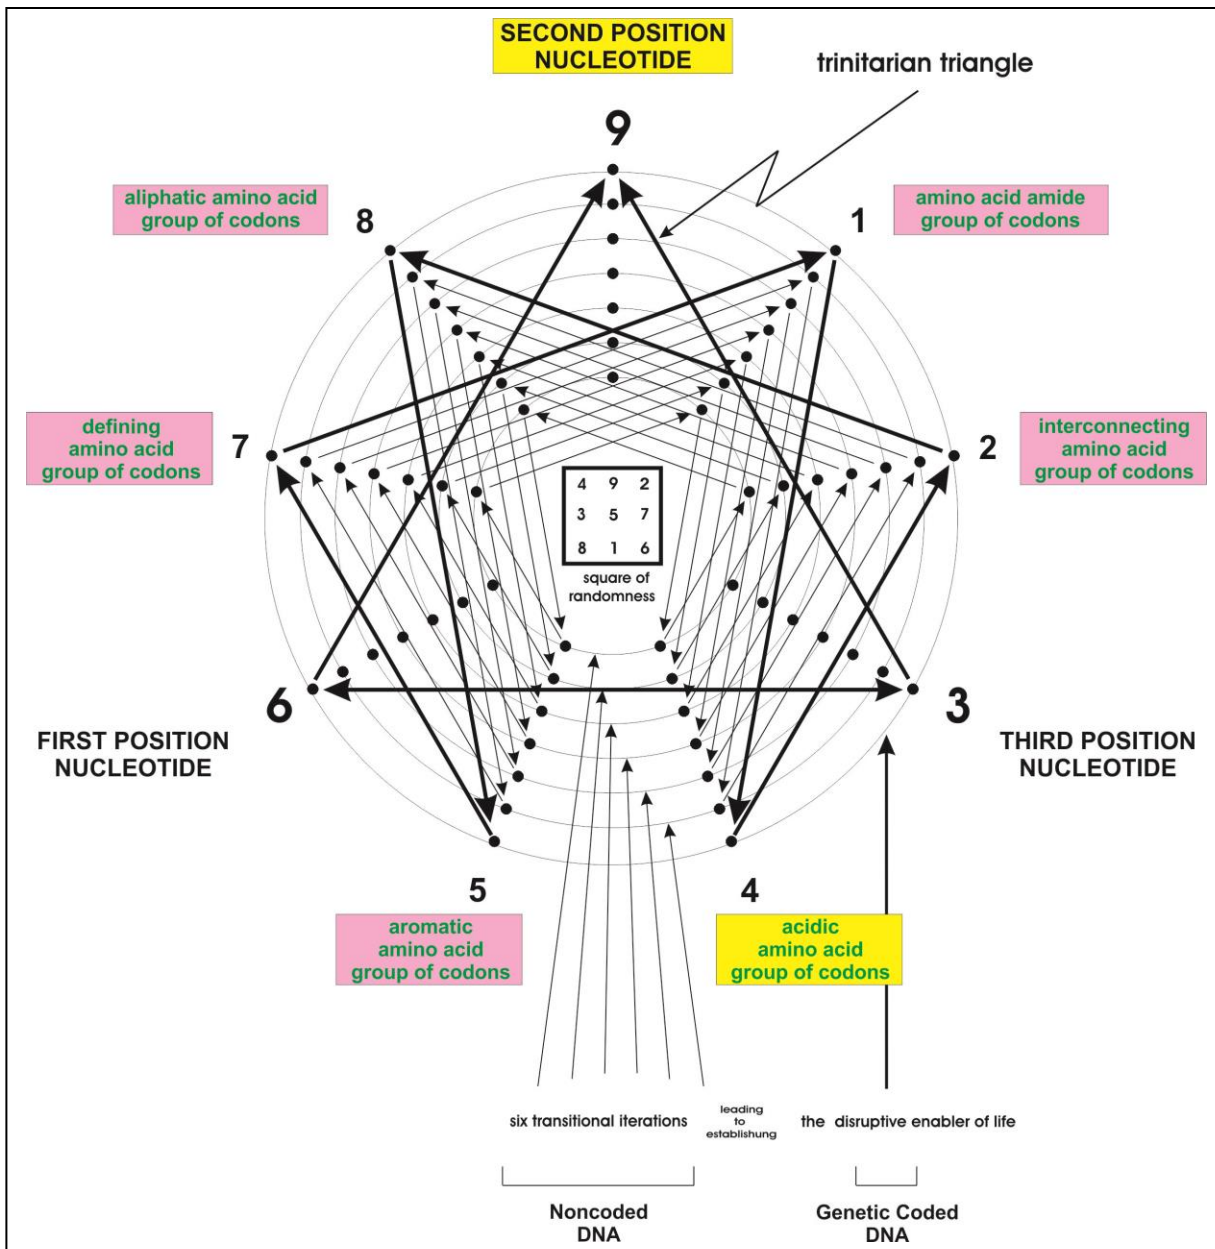 SECOND POSITION
NUCLEOTIDE
trinitarian triangle
9
aliphatic amino acid
group of codons
8
1
amino acid amide
group of codons
defining
amino acid
group of codons
7
2
interconnecting
amino acid
group of codons
4 9 2
3 5 7
8 1 6
square of
randomness
6
3
FIRST POSITION
NUCLEOTIDE
THIRD POSITION
NUCLEOTIDE
5
4
aromatic
amino acid
group of codons
acidic
amino acid
group of codons
six transitional iterations
leading
to
establishung
the disruptive enabler of life
Noncoded
DNA
Genetic Coded
DNA